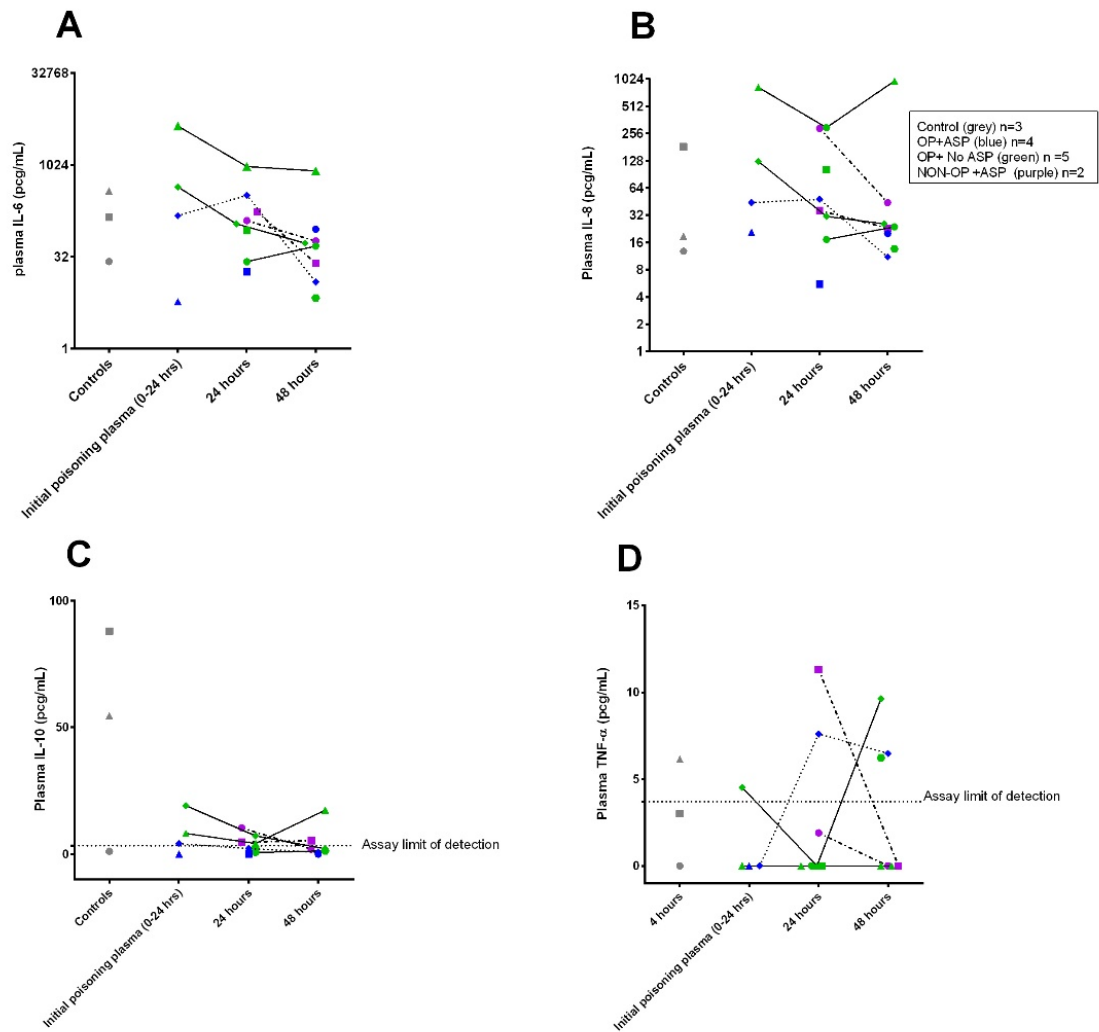 A
32768
1024
32
1
plasma IL-6 (pcg/mL)
Controls
Initial poisoning plasma (0-24 hrs)
24 hours
48 hours
B
1024
512
256
128
64
32
16
8
4
2
1
Plasma IL-8 (pcg/mL)
Controls
Initial poisoning plasma (0-24 hrs)
24 hours
48 hours
Control (grey) n=3
OP+ASP (blue) n=4
OP+ No ASP (green) n =5
NON-OP +ASP (purple) n=2
C
100
50
0
Plasma IL-10 (pcg/mL)
Assay limit of detection
Controls
Initial poisoning plasma (0-24 hrs)
24 hours
48 hours
D
15
10
5
0
Plasma TNF-α (pcg/mL)
Assay limit of detection
4 hours
Initial poisoning plasma (0-24 hrs)
24 hours
48 hours